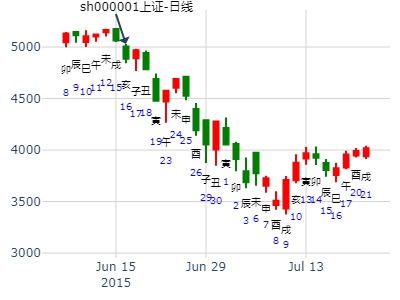 sh000001上证-日线
5000
4500
4000
3500
3000
卯 辰 巳 午 未 戌 亥 子 丑 寅 午 未 申 酉 子 丑 寅 卯 辰 未 申 酉 戌 亥 寅 卯 辰 巳 午 酉 戌
8 9 10 11 12 15 16 17 18 19 23 24 25 26 29 30 1 2 3 6 7 8 9 10 13 14 15 16 17 20 21
Jun 15 Jun 29 Jul 13
2015